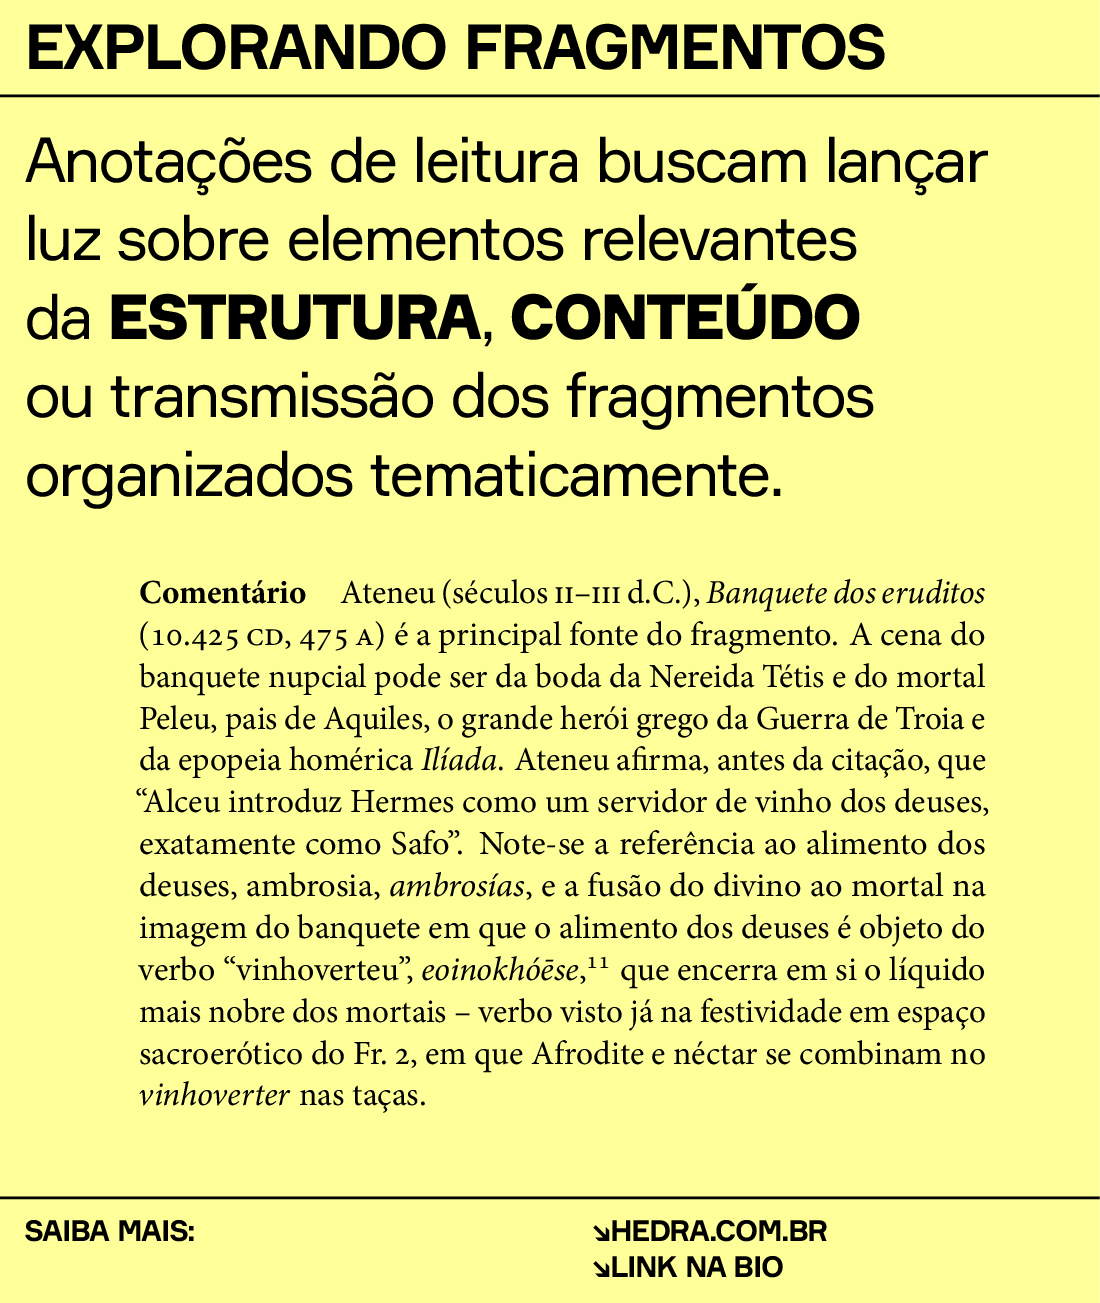 EXPLORANDO FRAGMENTOS
Anotações de leitura buscam lançar
luz sobre elementos relevantes
da ESTRUTURA, CONTEÚDO
ou transmissão dos fragmentos
organizados tematicamente.
Comentário Ateneu (séculos II–III d.C.), Banquete dos eruditos
(10.425 CD, 475 A) é a principal fonte do fragmento. A cena do
banquete nupcial pode ser da boda da Nereida Tétis e do mortal
Peleu, pais de Aquiles, o grande herói grego da Guerra de Troia e
da epopeia homérica Ilíada. Ateneu afirma, antes da citação, que
“Alceu introduz Hermes como um servidor de vinho dos deuses,
exatamente como Safo”. Note-se a referência ao alimento dos
deuses, ambrosia, ambrosías, e a fusão do divino ao mortal na
imagem do banquete em que o alimento dos deuses é objeto do
verbo “vinhoverteu”, eoinokhóēse,¹¹ que encerra em si o líquido
mais nobre dos mortais – verbo visto já na festividade em espaço
sacroerótico do Fr. 2, em que Afrodite e néctar se combinam no
vinhoverter nas taças.
SAIBA MAIS:
↘HEDRA.COM.BR
↘LINK NA BIO